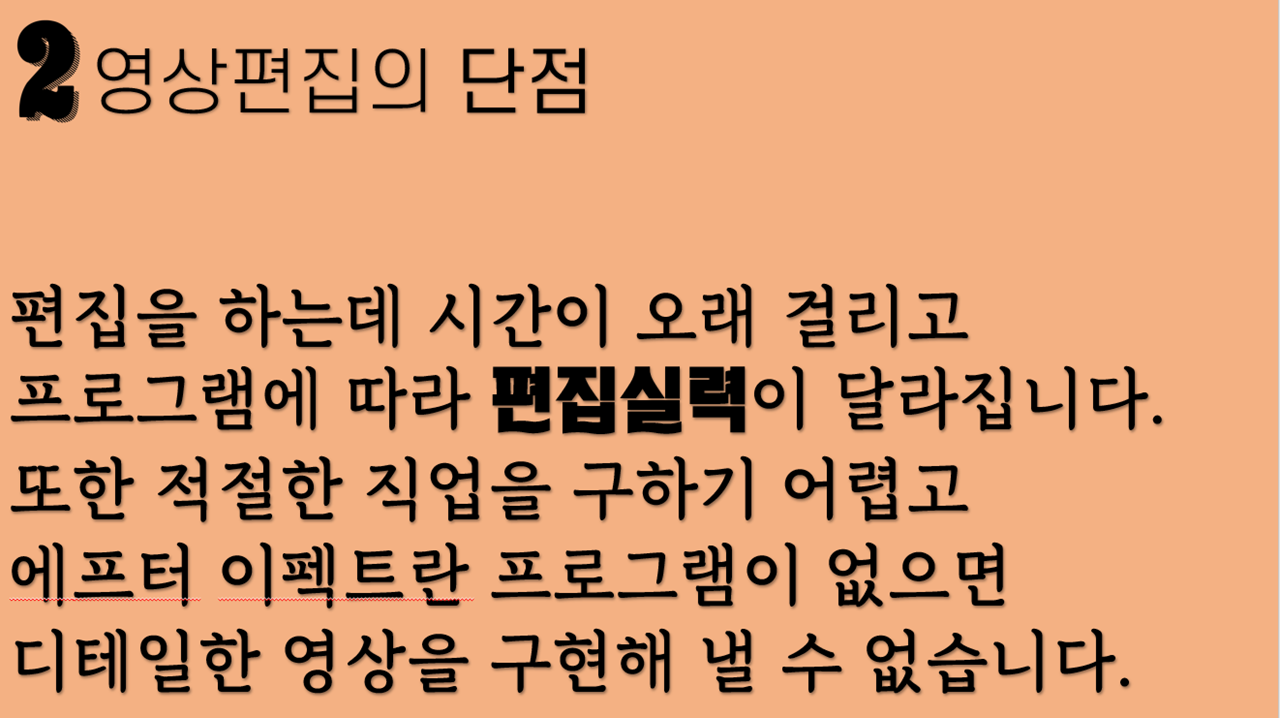 2 영상편집의 단점
편집을 하는데 시간이 오래 걸리고
프로그램에 따라 편집실력이 달라집니다.
또한 적절한 직업을 구하기 어렵고
에프터 이펙트란 프로그램이 없으면
디테일한 영상을 구현해 낼 수 없습니다.